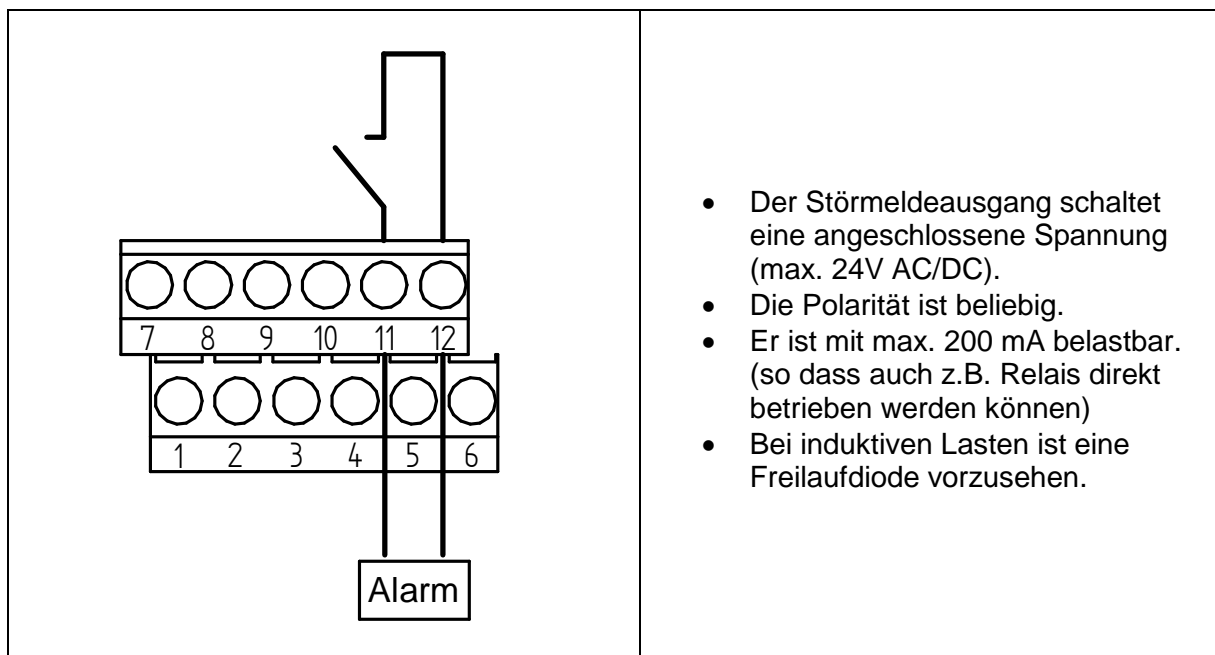 7 8 9 10 11 12
1 2 3 4 5 6
Alarm
• Der Störmeldeausgang schaltet
eine angeschlossene Spannung
(max. 24V AC/DC).
• Die Polarität ist beliebig.
• Er ist mit max. 200 mA belastbar.
(so dass auch z.B. Relais direkt
betrieben werden können)
• Bei induktiven Lasten ist eine
Freilaufdiode vorzusehen.